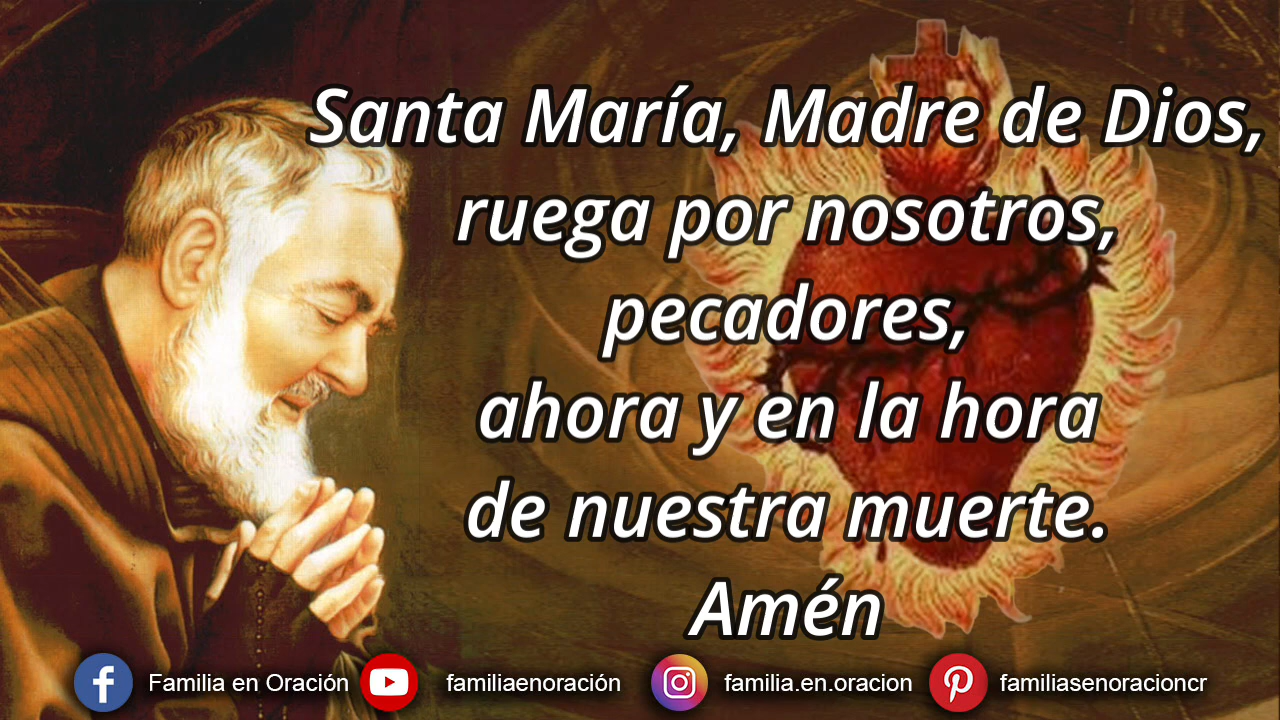 Santa María, Madre de Dios,
ruega por nosotros,
pecadores,
ahora y en la hora
de nuestra muerte.
Amén
Familia en Oración familiaenoración familia.en.oracion familiasenoracioncr